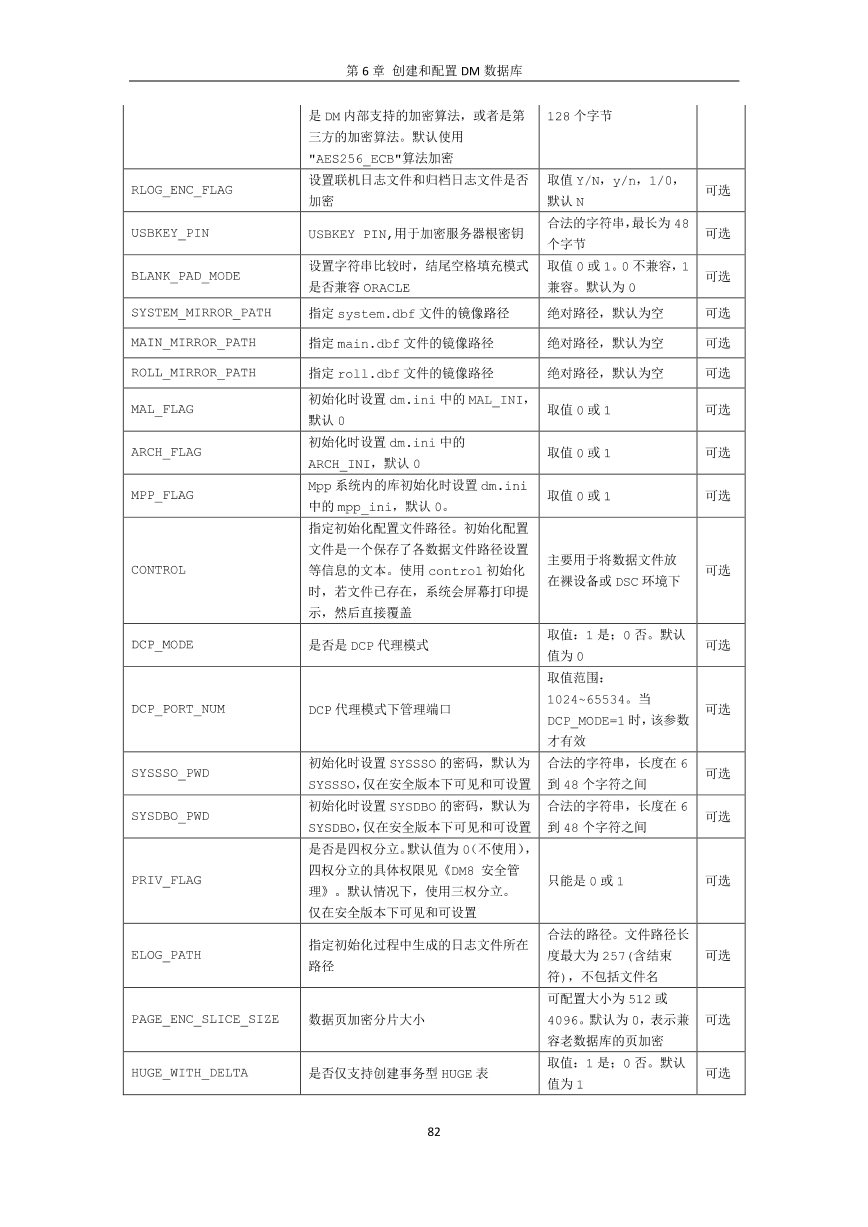 第 6 章 创建和配置 DM 数据库
是 DM 内部支持的加密算法，或者是第
三方的加密算法。默认使用
"AES256_ECB"算法加密
128 个字节
RLOG_ENC_FLAG
设置联机日志文件和归档日志文件是否
加密
取值 Y/N，y/n，1/0，
默认 N
可选
USBKEY_PIN
USBKEY PIN,用于加密服务器根密钥
合法的字符串，最长为 48
个字节
可选
BLANK_PAD_MODE
设置字符串比较时，结尾空格填充模式
是否兼容 ORACLE
取值 0 或 1。0 不兼容，1
兼容。默认为 0
可选
SYSTEM_MIRROR_PATH
指定 system.dbf 文件的镜像路径
绝对路径，默认为空
可选
MAIN_MIRROR_PATH
指定 main.dbf 文件的镜像路径
绝对路径，默认为空
可选
ROLL_MIRROR_PATH
指定 roll.dbf 文件的镜像路径
绝对路径，默认为空
可选
MAL_FLAG
初始化时设置 dm.ini 中的 MAL_INI，
默认 0
取值 0 或 1
可选
ARCH_FLAG
初始化时设置 dm.ini 中的
ARCH_INI，默认 0
取值 0 或 1
可选
MPP_FLAG
Mpp 系统内的库初始化时设置 dm.ini
中的 mpp_ini，默认 0。
取值 0 或 1
可选
CONTROL
指定初始化配置文件路径。初始化配置
文件是一个保存了各数据文件路径设置
等信息的文本。使用 control 初始化
时，若文件已存在，系统会屏幕打印提
示，然后直接覆盖
主要用于将数据文件放
在裸设备或 DSC 环境下
可选
DCP_MODE
是否是 DCP 代理模式
取值：1 是；0 否。默认
值为 0
可选
DCP_PORT_NUM
DCP 代理模式下管理端口
取值范围：
1024~65534。当
DCP_MODE=1 时，该参数
才有效
可选
SYSSSO_PWD
初始化时设置 SYSSSO 的密码，默认为
SYSSSO，仅在安全版本下可见和可设置
合法的字符串，长度在 6
到 48 个字符之间
可选
SYSDBO_PWD
初始化时设置 SYSDBO 的密码，默认为
SYSDBO，仅在安全版本下可见和可设置
合法的字符串，长度在 6
到 48 个字符之间
可选
PRIV_FLAG
是否是四权分立。默认值为 0（不使用），
四权分立的具体权限见《DM8 安全管
理》。默认情况下，使用三权分立。
仅在安全版本下可见和可设置
只能是 0 或 1
可选
ELOG_PATH
指定初始化过程中生成的日志文件所在
路径
合法的路径。文件路径长
度最大为 257(含结束
符)，不包括文件名
可选
PAGE_ENC_SLICE_SIZE
数据页加密分片大小
可配置大小为 512 或
4096。默认为 0，表示兼
容老数据库的页加密
可选
HUGE_WITH_DELTA
是否仅支持创建事务型 HUGE 表
取值：1 是；0 否。默认
值为 1
可选
82